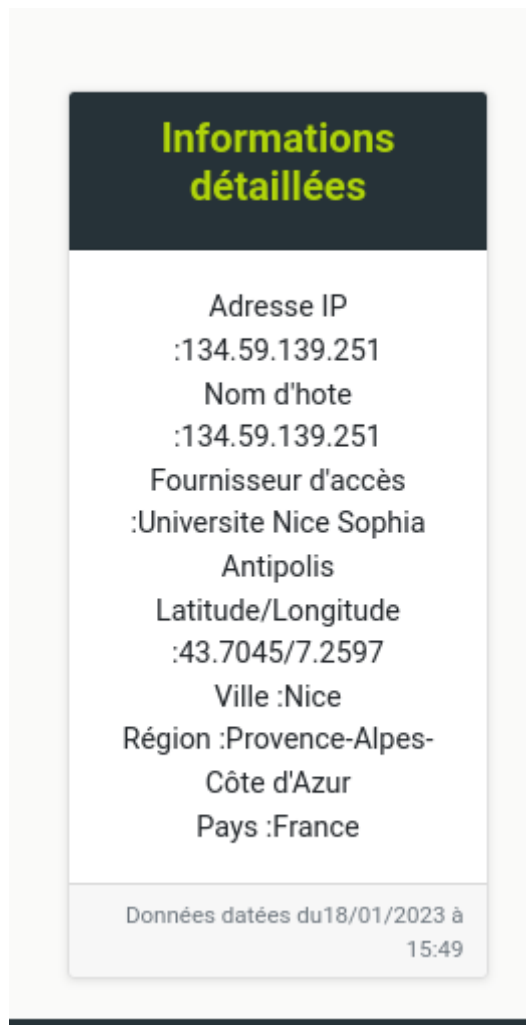 Informations
détaillées
Adresse IP
:134.59.139.251
Nom d'hote
:134.59.139.251
Fournisseur d'accès
:Universite Nice Sophia
Antipolis
Latitude/Longitude
:43.7045/7.2597
Ville :Nice
Région :Provence-Alpes-
Côte d'Azur
Pays :France
Données datées du18/01/2023 à
15:49